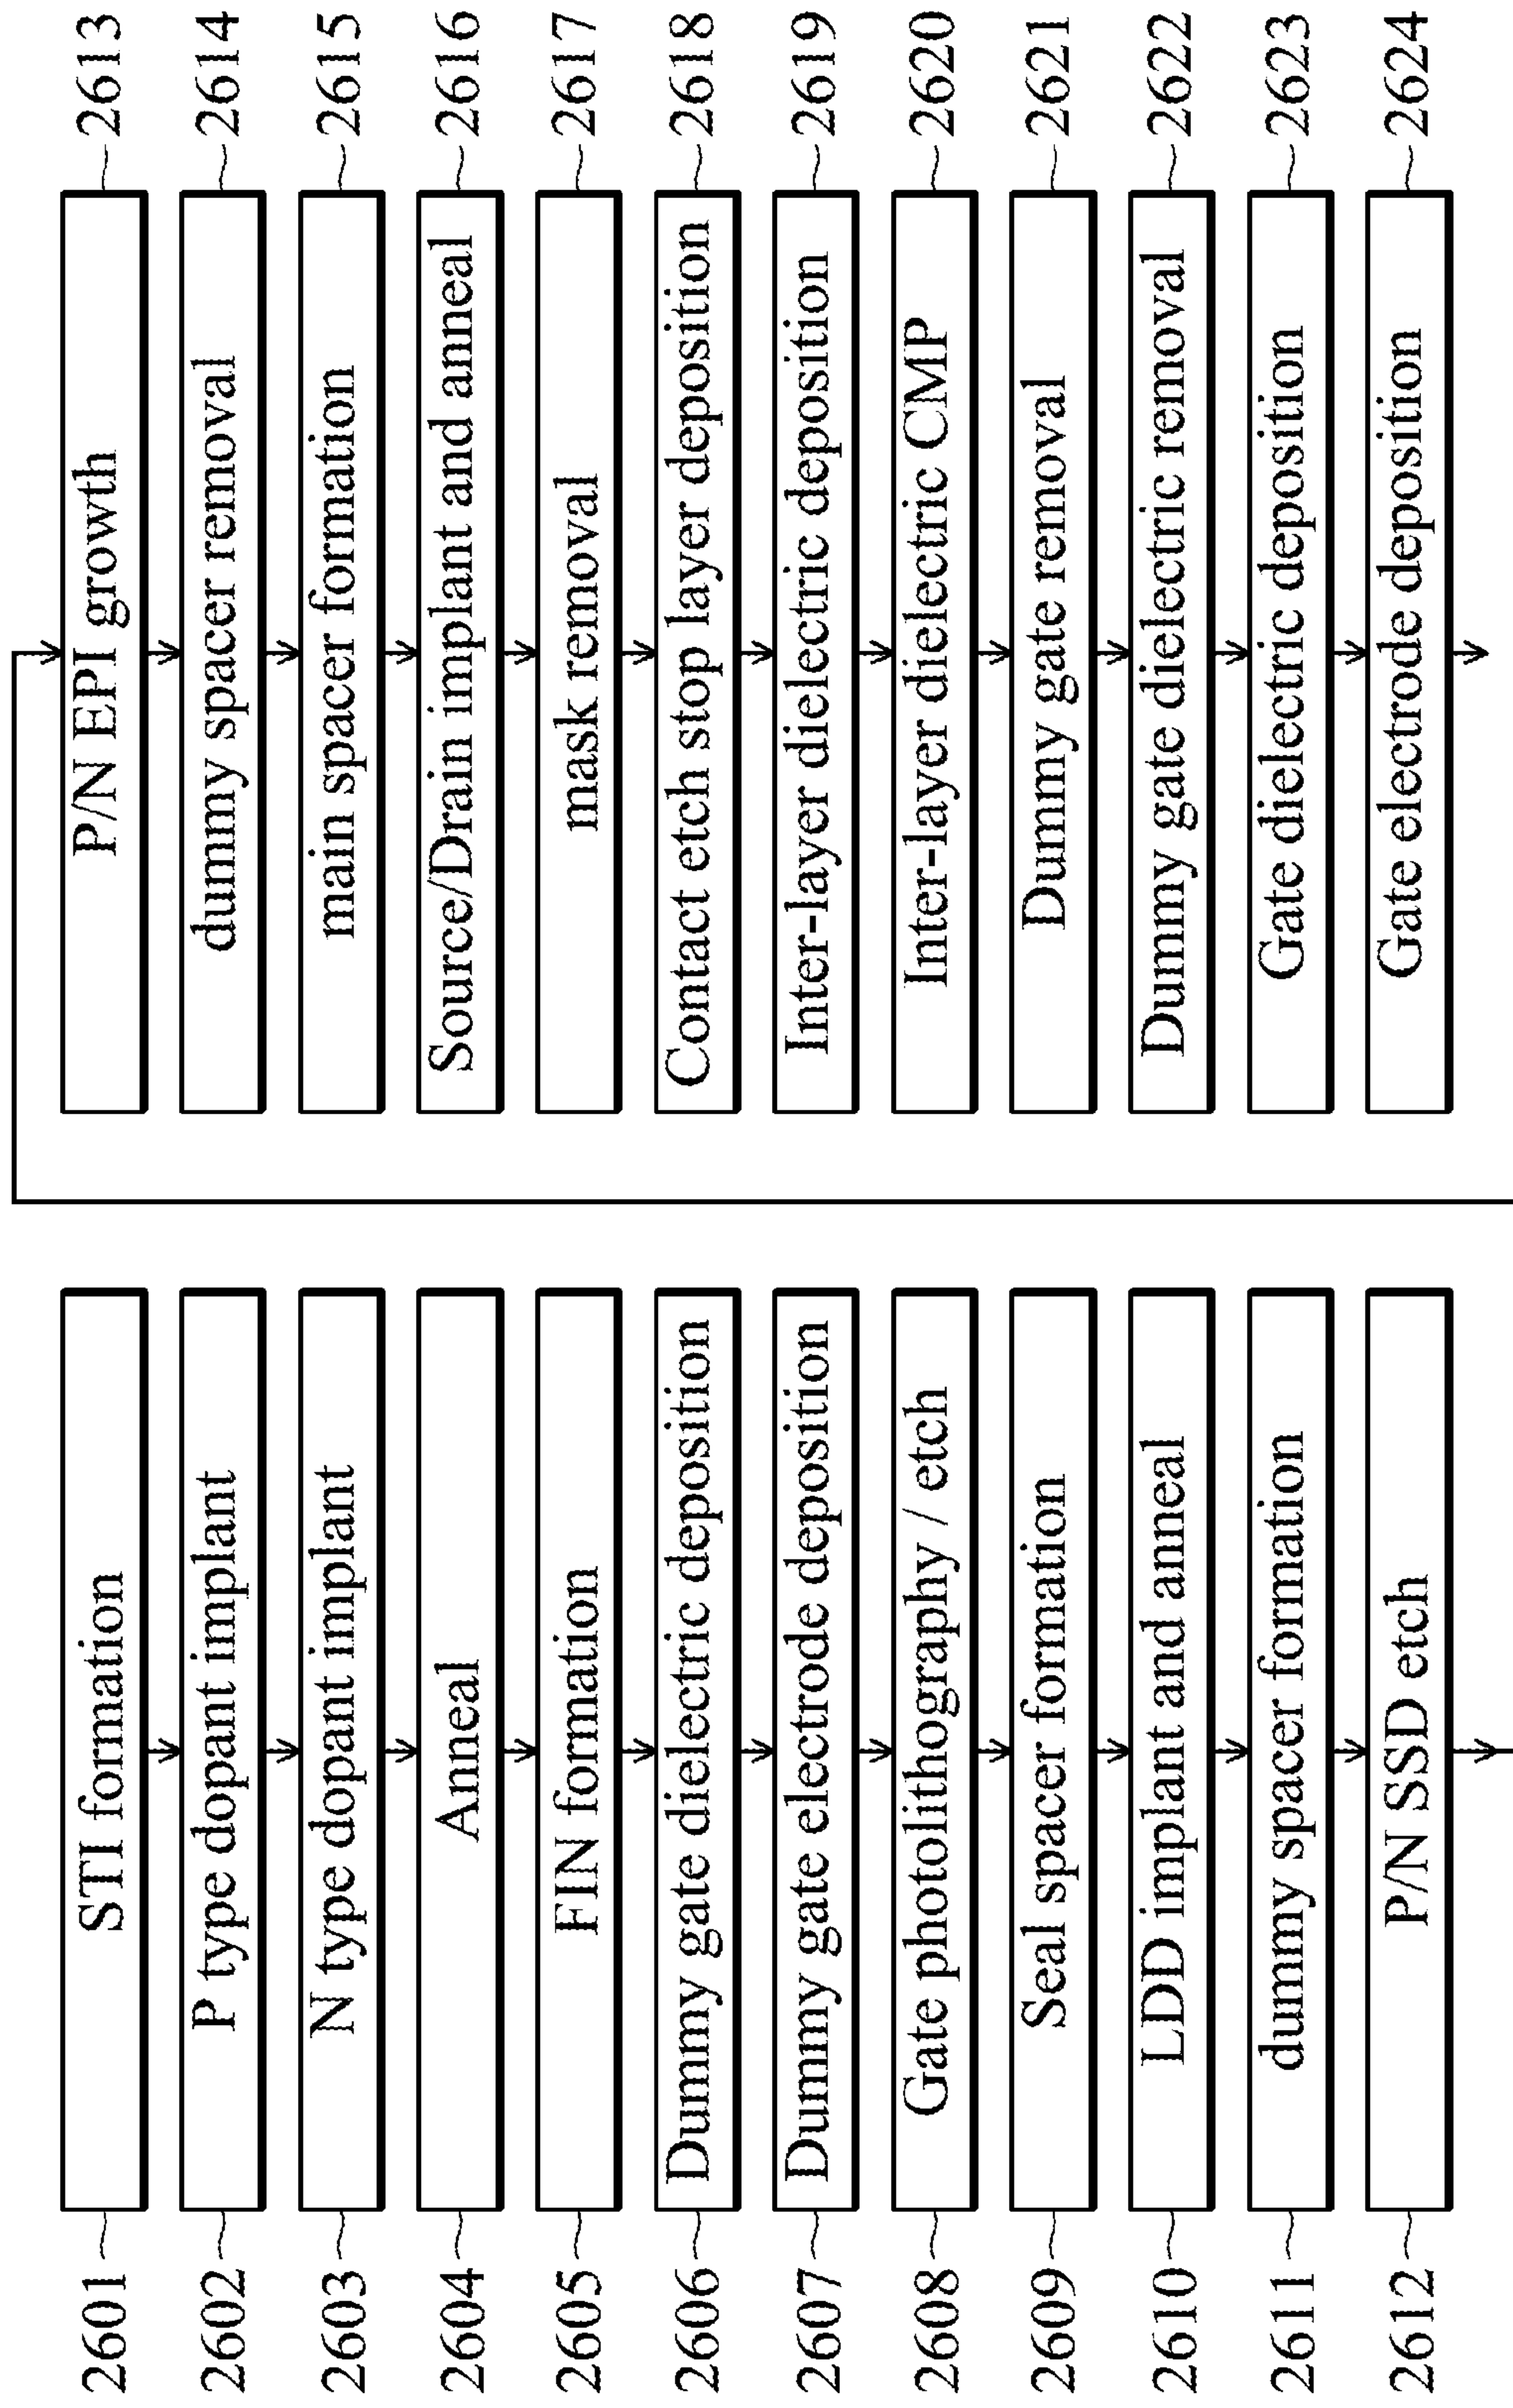 2601 STI formation
2602 P type dopant implant
2603 N type dopant implant
2604 Anneal
2605 FIN formation
2606 Dummy gate dielectric deposition
2607 Dummy gate electrode deposition
2608 Gate photolithography / etch
2609 Seal spacer formation
2610 LDD implant and anneal
2611 dummy spacer formation
2612 P/N SSD etch
P/N EPI growth 2613
dummy spacer removal 2614
main spacer formation 2615
Source/Drain implant and anneal 2616
mask removal 2617
Contact etch stop layer deposition 2618
Inter-layer dielectric deposition 2619
Inter-layer dielectric CMP 2620
Dummy gate removal 2621
Dummy gate dielectric removal 2622
Gate dielectric deposition 2623
Gate electrode deposition 2624